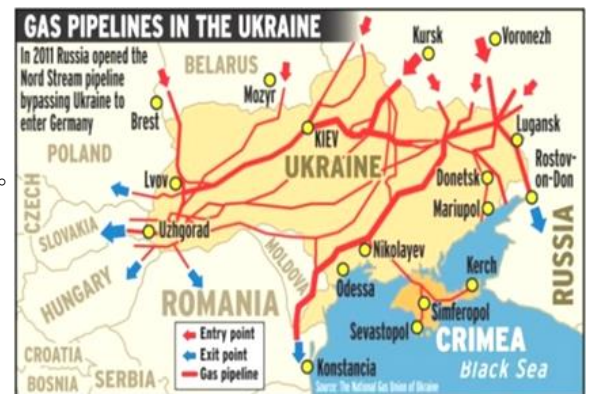 GAS PIPELINES IN THE UKRAINE
In 2011 Russia opened the
Nord Stream pipeline
bypassing Ukraine to
enter Germany
BELARUS
Kursk
Voronezh
Mozyr
Brest
KIEV
Lugansk
POLAND
UKRAINE
Rostov-
on-Don
Lvov
Donetsk
CZECH
Mariupol
SLOVAKIA
Uzhgorad
RUSSIA
MOLDOVA
Nikolayev
HUNGARY
Odessa
Kerch
ROMANIA
Simferopol
Sevastopol
CRIMEA
Black Sea
Entry point
Exit point
Gas pipeline
CROATIA
BOSNIA
SERBIA
Konstancia
Source: The National Gas Union of Ukraine